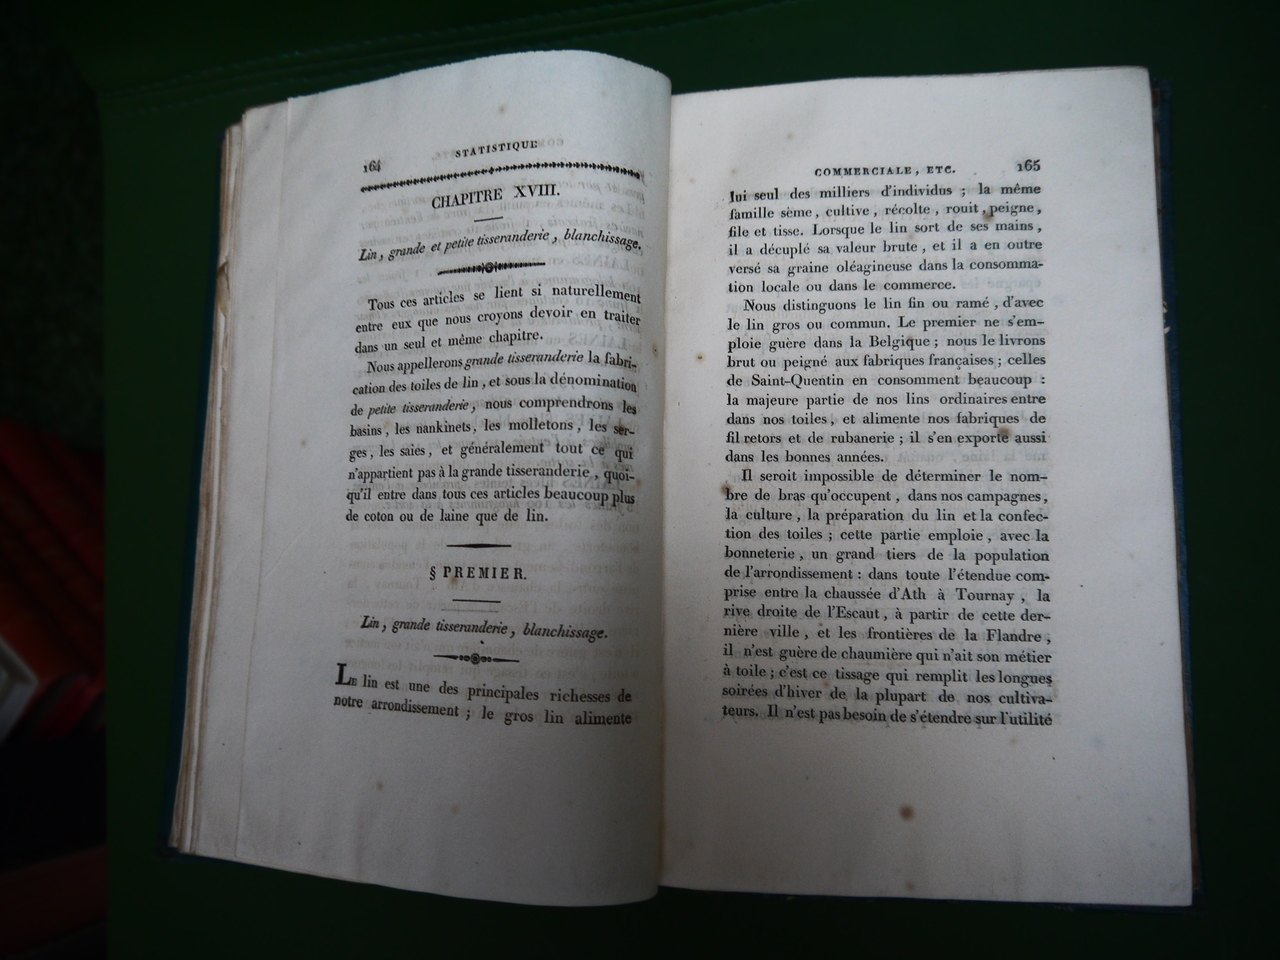 164
STATISTIQUE
CHAPITRE XVIII.
Lin, grande et petite tisseranderie, blanchissage.
Tous ces articles se lient si naturellement
entre eux que nous croyons devoir en traiter
dans un seul et même chapitre.
Nous appellerons grande tisseranderie la fabri-
cation des toiles de lin, et sous la dénomination
de petite tisseranderie, nous comprendrons les
basins, les nankinets, les molletons, les ser-
ges, les saies, et généralement tout ce qui
n'appartient pas à la grande tisseranderie, quoi-
qu'il entre dans tous ces articles beaucoup plus
de coton ou de laine que de lin.
§ PREMIER.
Lin, grande tisseranderie, blanchissage.
LE lin est une des principales richesses de
notre arrondissement ; le gros lin alimente
COMMERCIALE, ETC. 165
lui seul des milliers d'individus ; la même
famille sème, cultive, récolte, rouit, peigne,
file et tisse. Lorsque le lin sort de ses mains,
il a décuplé sa valeur brute, et il a en outre
versé sa graine oléagineuse dans la consomma-
tion locale ou dans le commerce.
Nous distinguons le lin fin ou ramé, d'avec
le lin gros ou commun. Le premier ne s'em-
ploie guère dans la Belgique ; nous le livrons
brut ou peigné aux fabriques françaises ; celles
de Saint-Quentin en consomment beaucoup :
la majeure partie de nos lins ordinaires entre
dans nos toiles, et alimente nos fabriques de
fil retors et de rubanerie ; il s'en exporte aussi
dans les bonnes années.
Il seroit impossible de déterminer le nom-
bre de bras qu'occupent, dans nos campagnes,
la culture, la préparation du lin et la confec-
tion des toiles ; cette partie emploie, avec la
bonneterie, un grand tiers de la population
de l'arrondissement : dans toute l'étendue com-
prise entre la chaussée d'Ath à Tournay, la
rive droite de l'Escaut, à partir de cette der-
nière ville, et les frontières de la Flandre,
il n'est guère de chaumière qui n'ait son métier
à toile ; c'est ce tissage qui remplit les longues
soirées d'hiver de la plupart de nos cultiva-
teurs. Il n'est pas besoin de s'étendre sur l'utilité